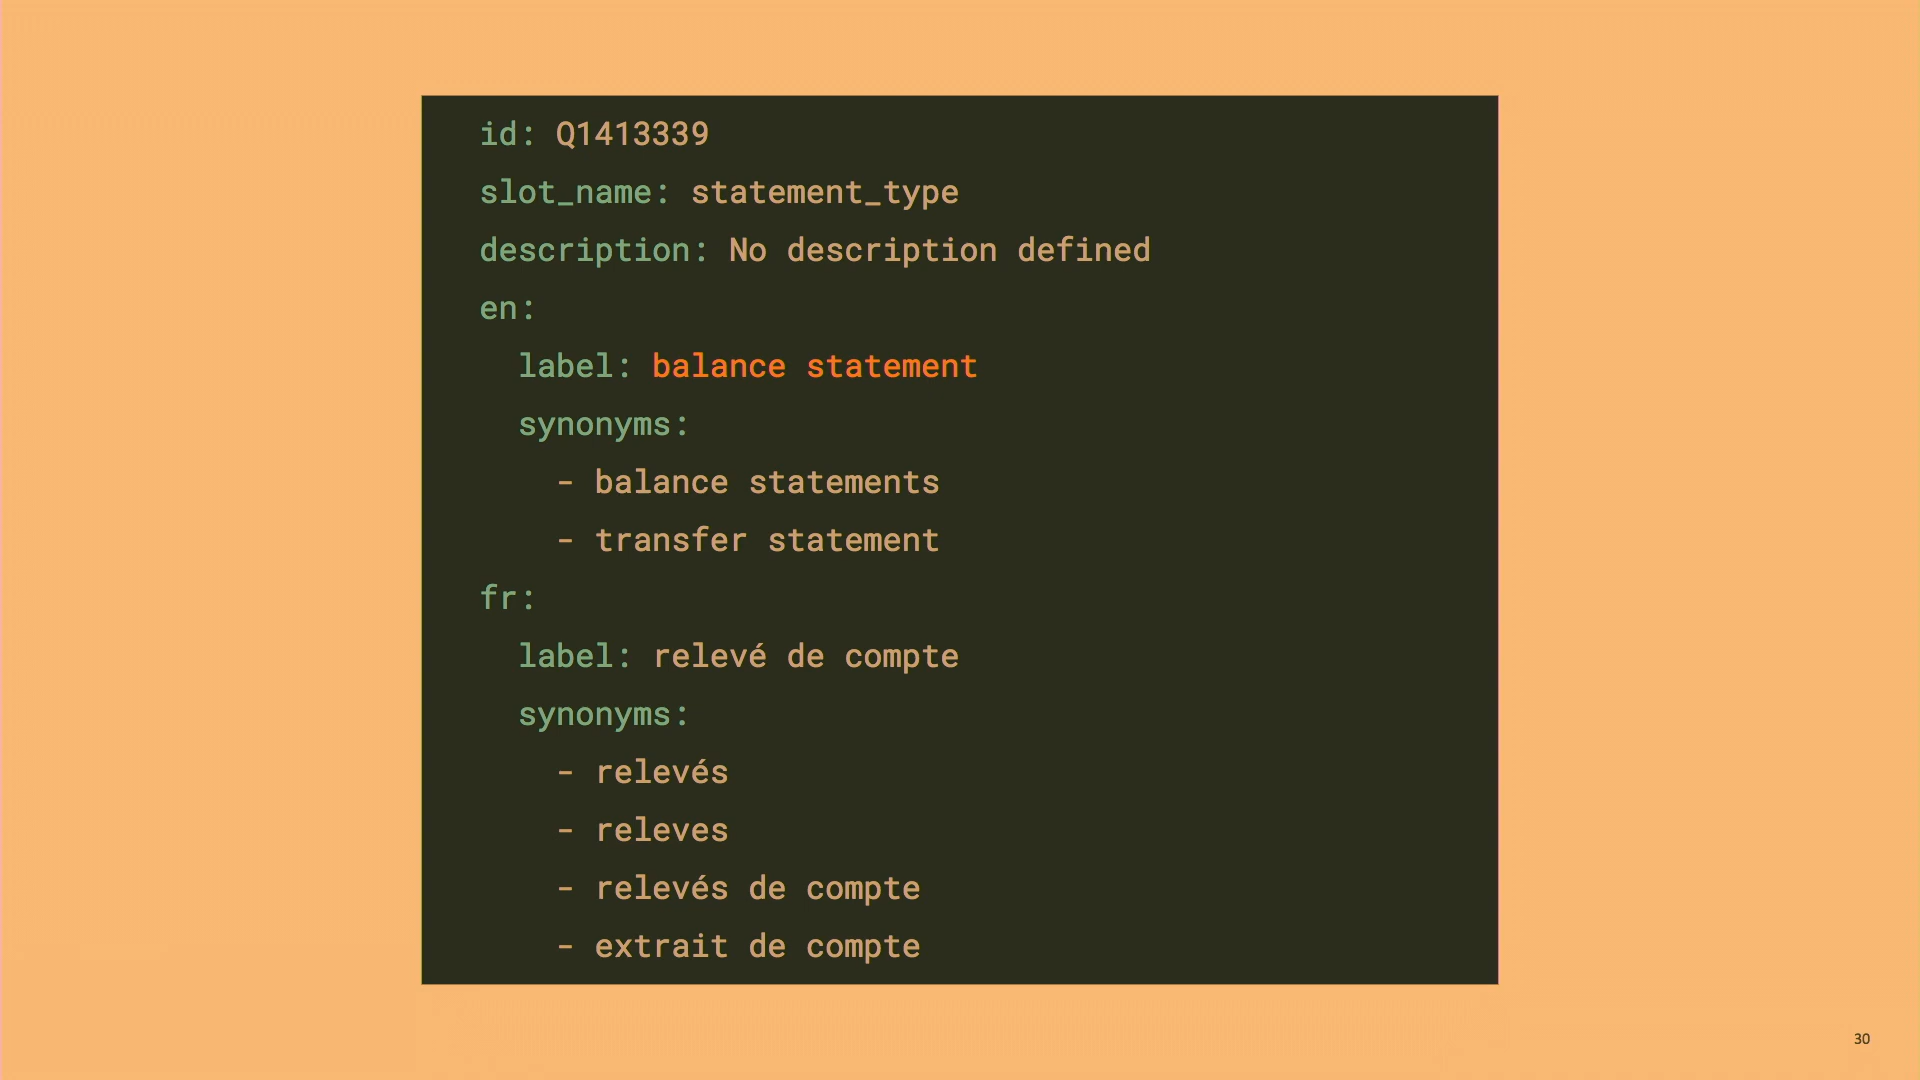 id: Q1413339
slot_name: statement_type
description: No description defined
en:
  label: balance statement
  synonyms:
    - balance statements
    - transfer statement
fr:
  label: relevé de compte
  synonyms:
    - relevés
    - releves
    - relevés de compte
    - extrait de compte
30